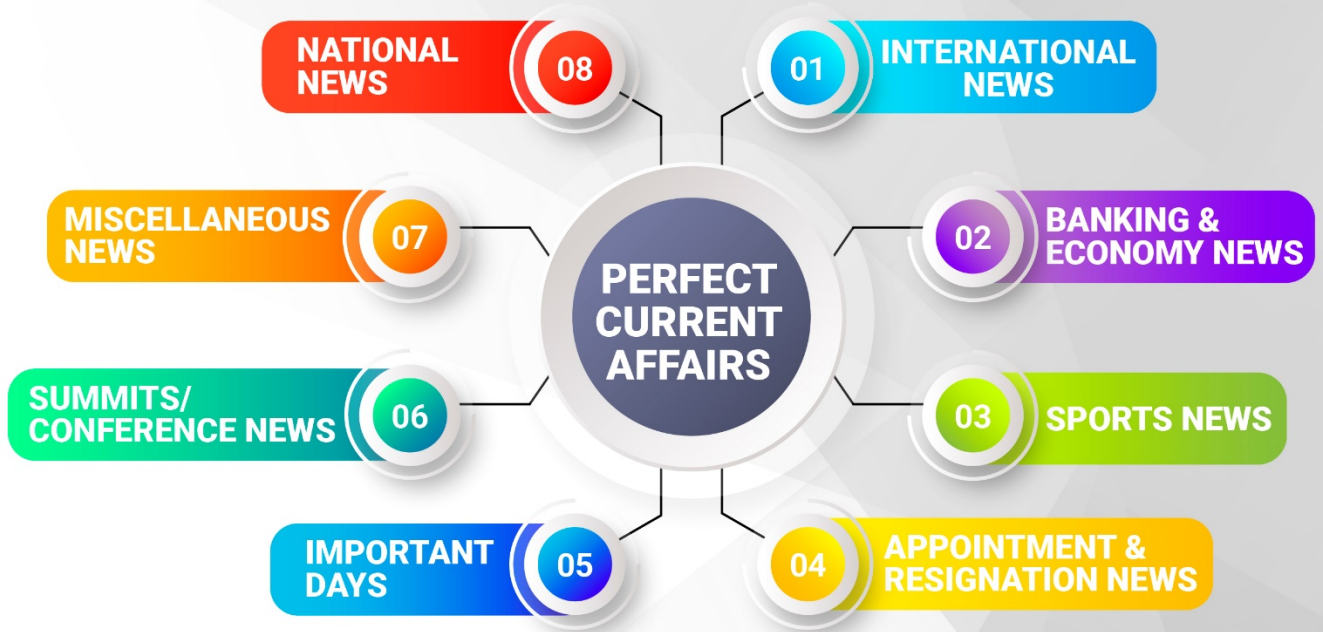 PERFECT
CURRENT
AFFAIRS
01
INTERNATIONAL
NEWS
02
BANKING &
ECONOMY NEWS
03
SPORTS NEWS
04
APPOINTMENT &
RESIGNATION NEWS
05
IMPORTANT
DAYS
06
SUMMITS/
CONFERENCE NEWS
07
MISCELLANEOUS
NEWS
08
NATIONAL
NEWS